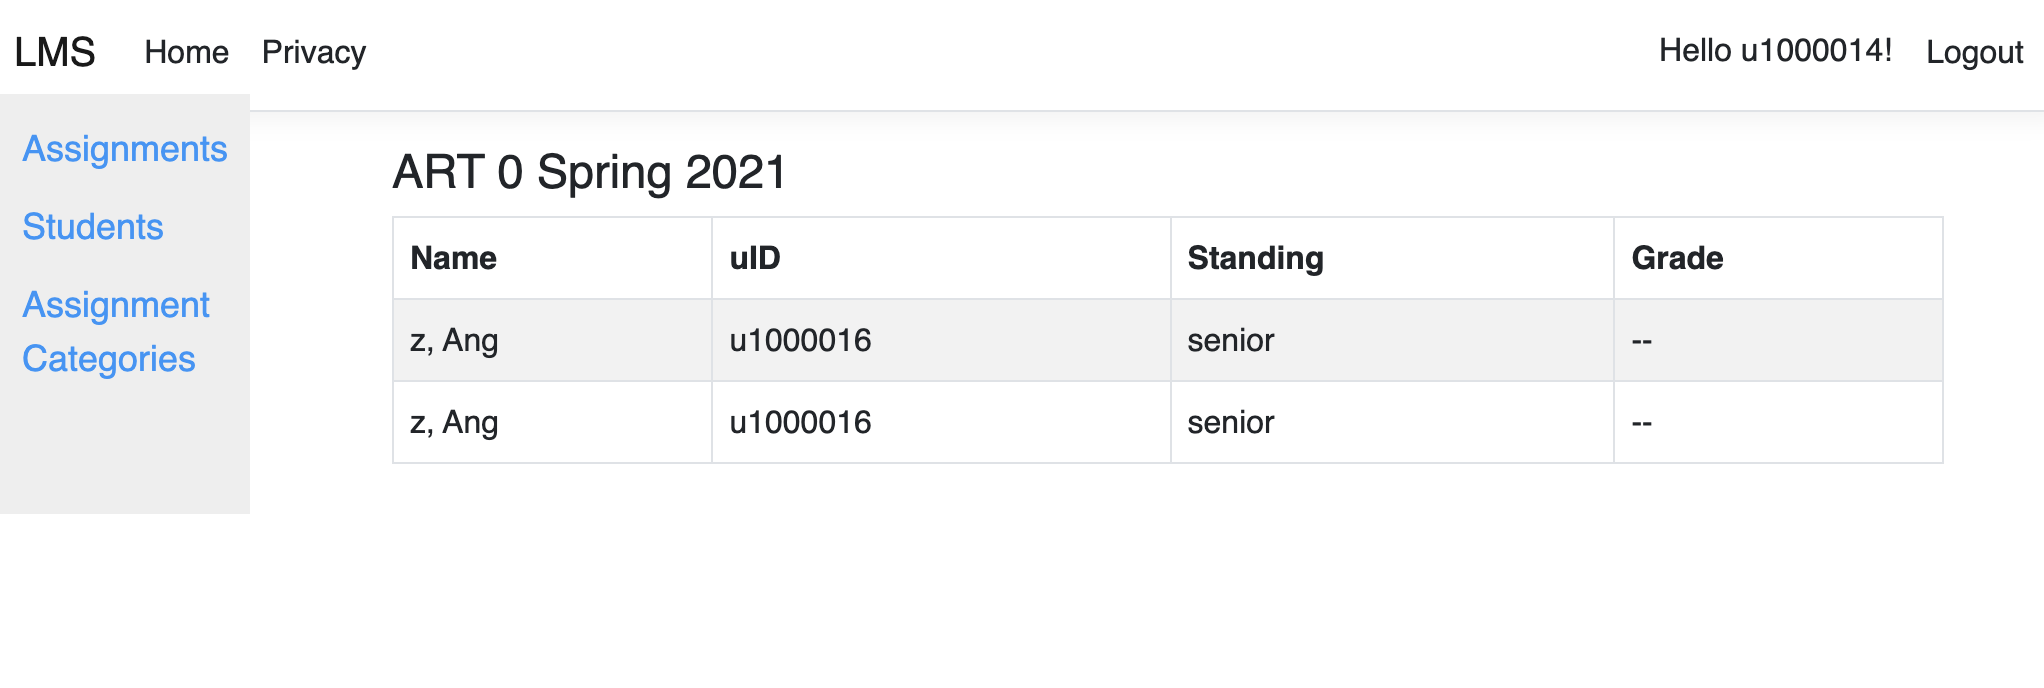 LMS Home Privacy Hello u1000014! Logout
Assignments
Students
Assignment
Categories
ART 0 Spring 2021
Name uID Standing Grade
z, Ang u1000016 senior --
z, Ang u1000016 senior --